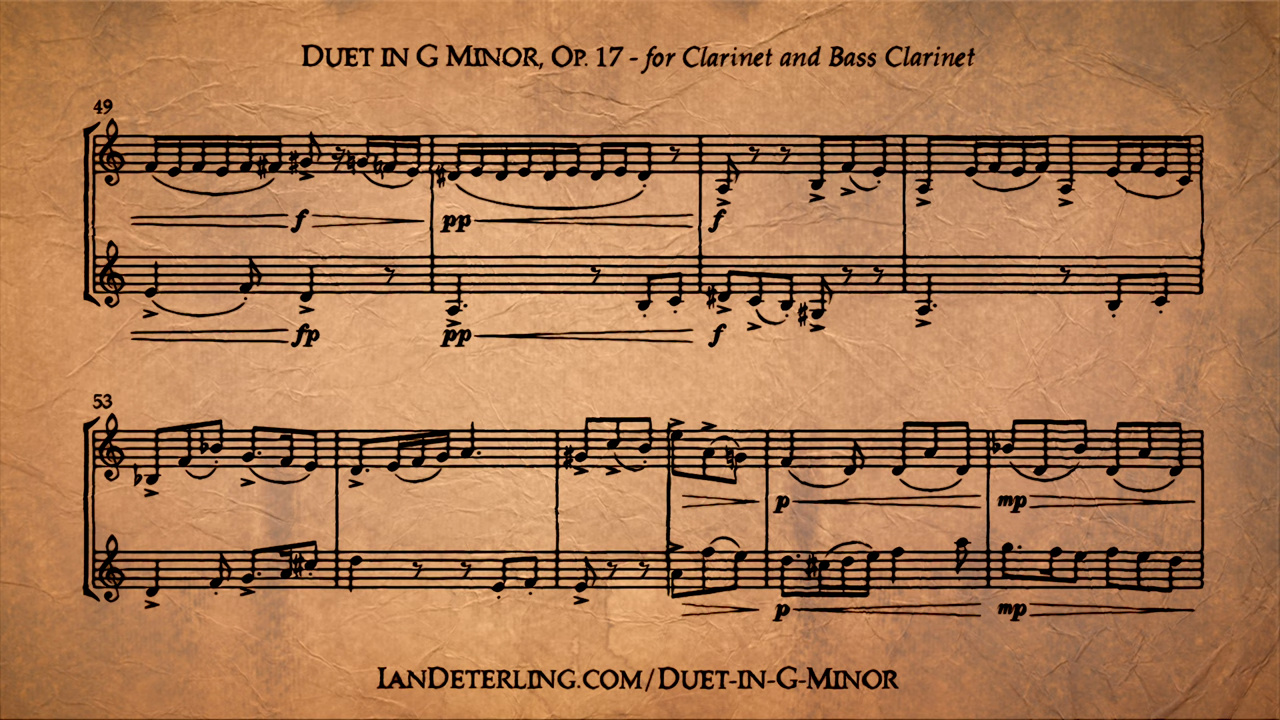 DUET IN G MINOR, OP. 17 - for Clarinet and Bass Clarinet
49
f
pp
f
fp
pp
f
53
p
mp
p
mp
IANDETERLING.COM/DUET-IN-G-MINOR